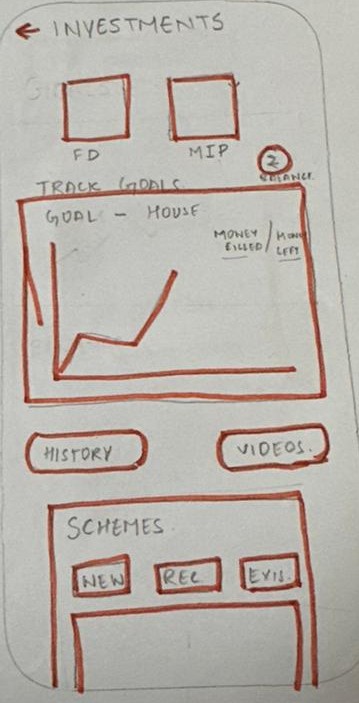 ← INVESTMENTS
FD
MIP
2
BALANCE
TRACK GOALS
GOAL - HOUSE
MONEY FILLED / MONEY LEFT
HISTORY
VIDEOS.
SCHEMES
NEW
REC
EXIS.